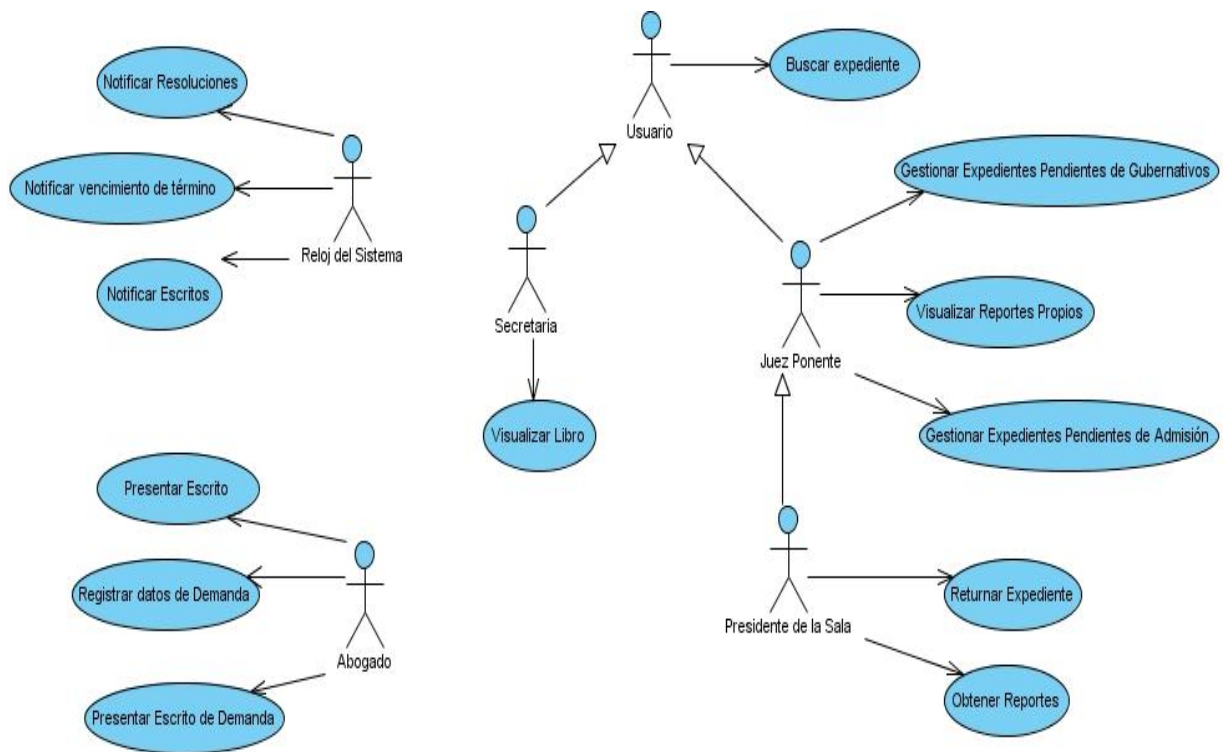 Buscar expediente
Usuario
Notificar Resoluciones
Notificar vencimiento de término
Reloj del Sistema
Notificar Escritos
Gestionar Expedientes Pendientes de Gubernativos
Secretaria
Visualizar Reportes Propios
Juez Ponente
Visualizar Libro
Gestionar Expedientes Pendientes de Admisión
Presentar Escrito
Registrar datos de Demanda
Abogado
Presentar Escrito de Demanda
Returnar Expediente
Presidente de la Sala
Obtener Reportes